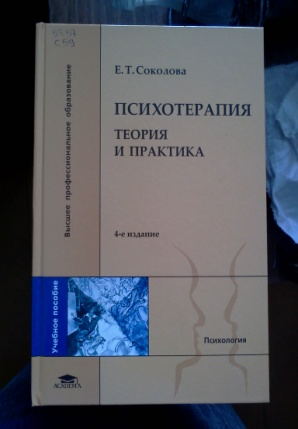 Е. Т. Соколова
ПСИХОТЕРАПИЯ
ТЕОРИЯ
И ПРАКТИКА
4-е издание
Психология
Высшее профессиональное образование
Учебное пособие
ACADEMA